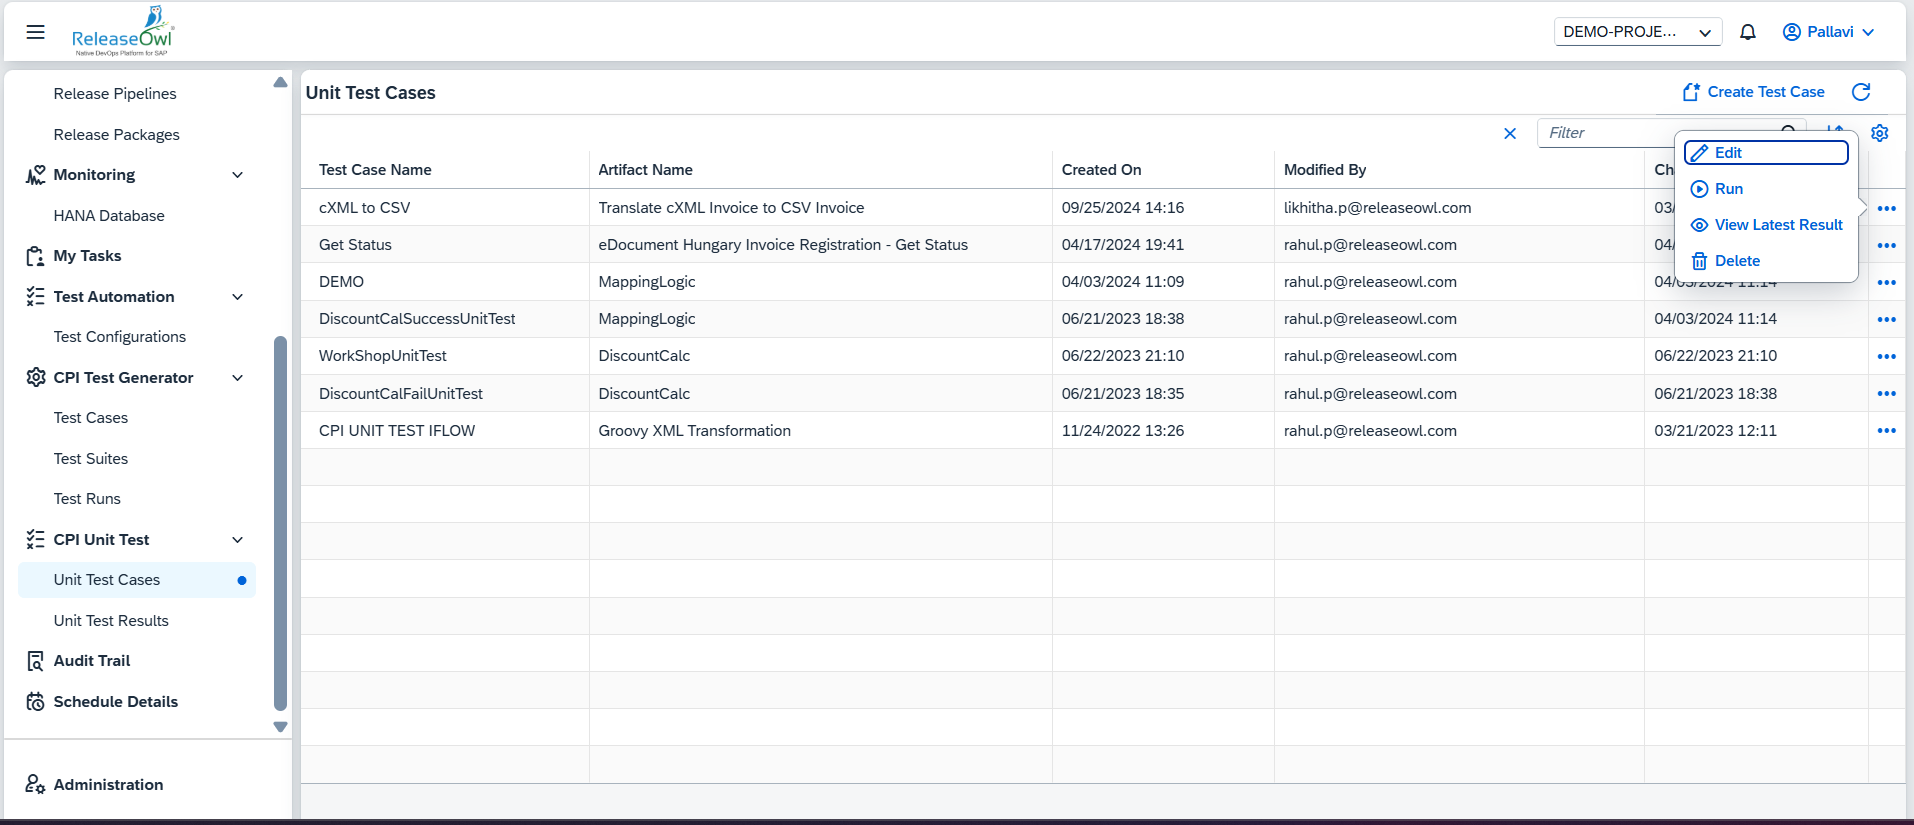 ReleaseOwl
Native DevOps Platform for SAP
DEMO-PROJE...
Pallavi
Release Pipelines
Release Packages
Monitoring
HANA Database
My Tasks
Test Automation
Test Configurations
CPI Test Generator
Test Cases
Test Suites
Test Runs
CPI Unit Test
Unit Test Cases
Unit Test Results
Audit Trail
Schedule Details
Administration
Unit Test Cases
Create Test Case
Filter
Test Case Name Artifact Name Created On Modified By Ch
cXML to CSV Translate cXML Invoice to CSV Invoice 09/25/2024 14:16 likhitha.p@releaseowl.com 03/
Get Status eDocument Hungary Invoice Registration - Get Status 04/17/2024 19:41 rahul.p@releaseowl.com 04/
DEMO MappingLogic 04/03/2024 11:09 rahul.p@releaseowl.com 04/03/2024 11:14
DiscountCalSuccessUnitTest MappingLogic 06/21/2023 18:38 rahul.p@releaseowl.com 04/03/2024 11:14
WorkShopUnitTest DiscountCalc 06/22/2023 21:10 rahul.p@releaseowl.com 06/22/2023 21:10
DiscountCalFailUnitTest DiscountCalc 06/21/2023 18:35 rahul.p@releaseowl.com 06/21/2023 18:38
CPI UNIT TEST IFLOW Groovy XML Transformation 11/24/2022 13:26 rahul.p@releaseowl.com 03/21/2023 12:11
Edit
Run
View Latest Result
Delete